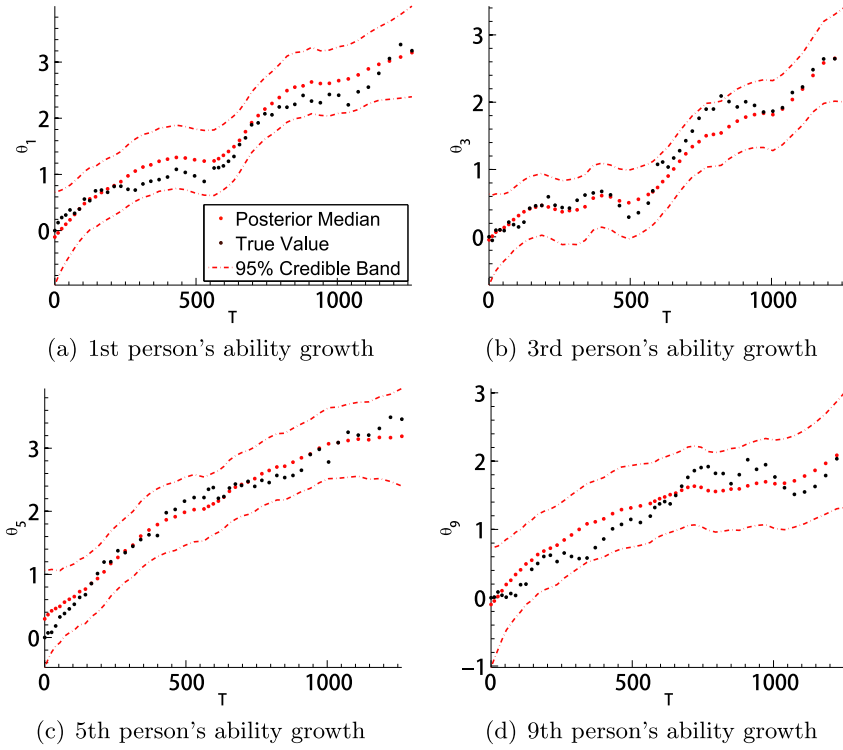 3
2
1
0
θ1
0
500
1000
T
Posterior Median
True Value
95% Credible Band
(a) 1st person's ability growth
3
2
1
0
θ3
0
500
1000
T
(b) 3rd person's ability growth
3
2
1
0
θ5
0
500
1000
T
(c) 5th person's ability growth
3
2
1
0
−1
θ9
0
500
1000
T
(d) 9th person's ability growth